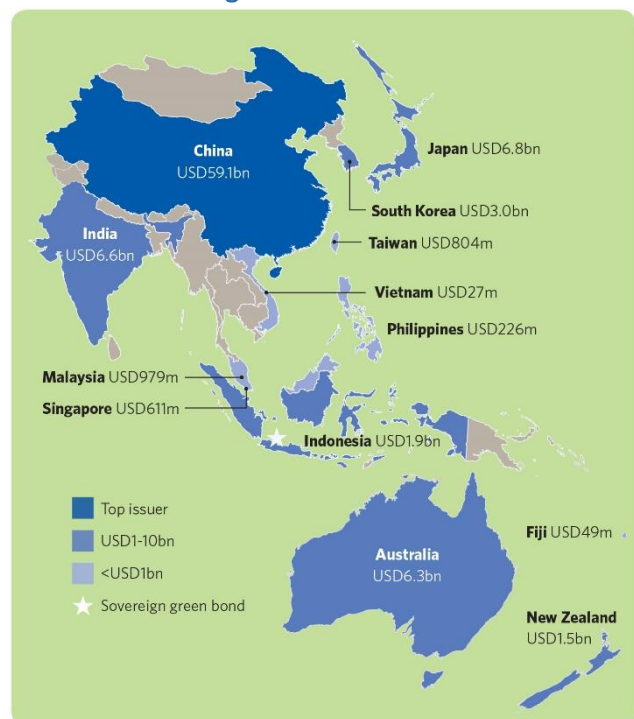 China
USD59.1bn
Japan USD6.8bn
South Korea USD3.0bn
India
USD6.6bn
Taiwan USD804m
Vietnam USD27m
Philippines USD226m
Malaysia USD979m
Singapore USD611m
Indonesia USD1.9bn
Top issuer
USD1-10bn
<USD1bn
Sovereign green bond
Australia
USD6.3bn
Fiji USD49m
New Zealand
USD1.5bn